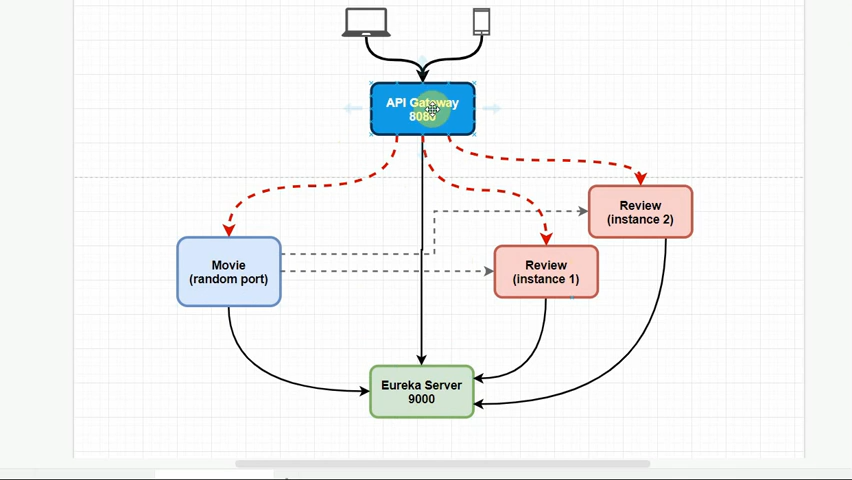 API Gateway
8080
Review
(instance 2)
Movie
(random port)
Review
(instance 1)
Eureka Server
9000